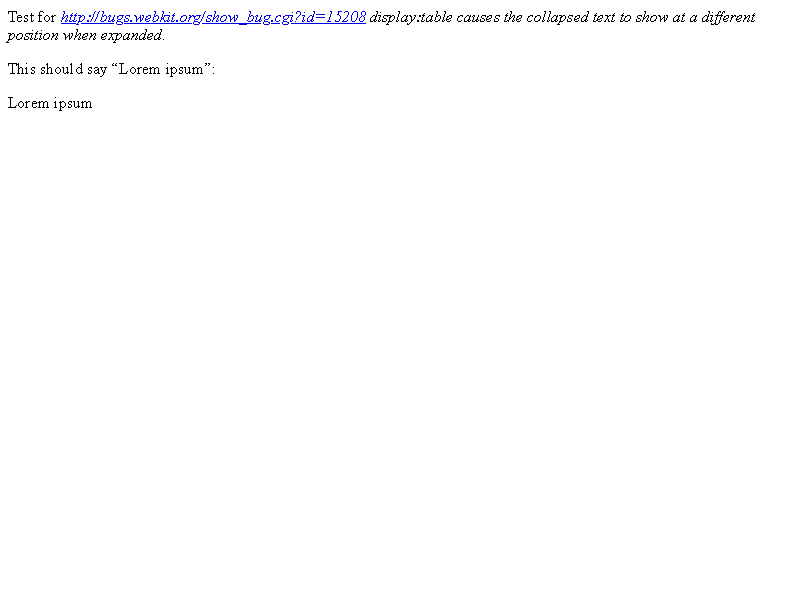 Test for http://bugs.webkit.org/show_bug.cgi?id=15208 display:table causes the collapsed text to show at a different
position when expanded.
This should say “Lorem ipsum”:
Lorem ipsum